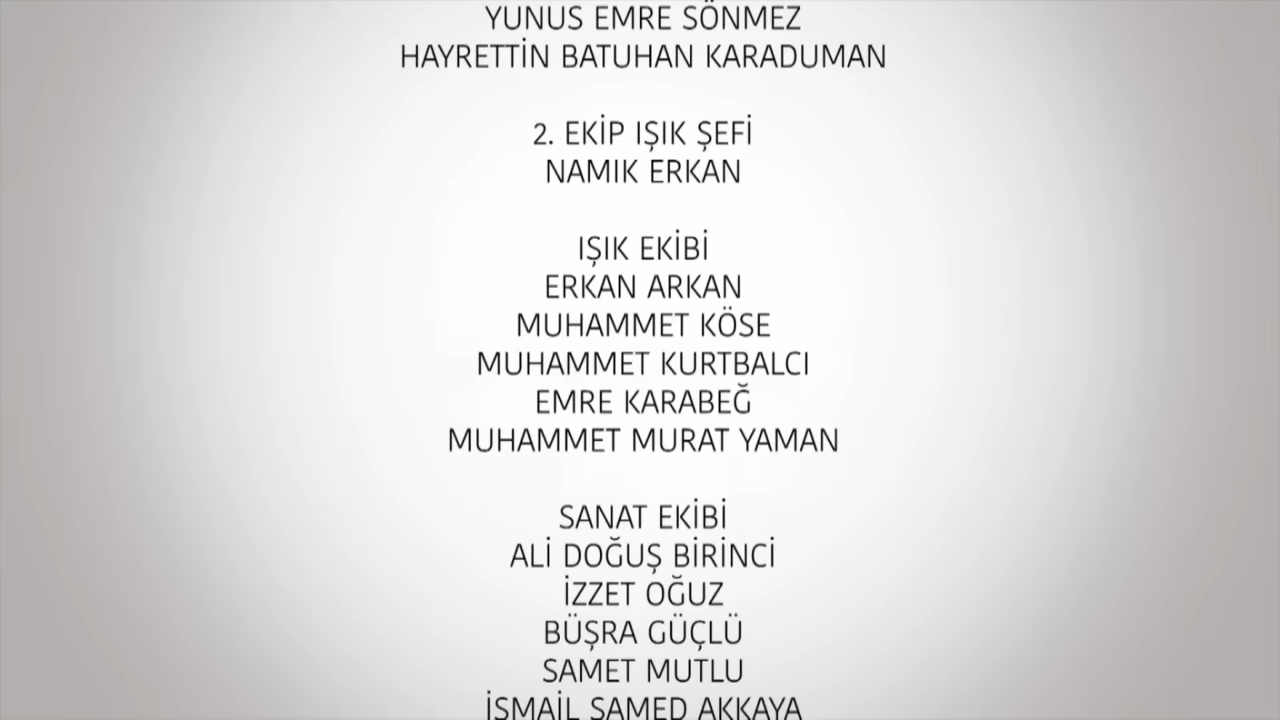 YUNUS EMRE SÖNMEZ
HAYRETTİN BATUHAN KARADUMAN
2. EKİP IŞIK ŞEFİ
NAMIK ERKAN
IŞIK EKİBİ
ERKAN ARKAN
MUHAMMET KÖSE
MUHAMMET KURTBALCI
EMRE KARABEĞ
MUHAMMET MURAT YAMAN
SANAT EKİBİ
ALİ DOĞUŞ BİRİNCİ
İZZET OĞUZ
BÜŞRA GÜÇLÜ
SAMET MUTLU
İSMAİL SAMED AKKAYA